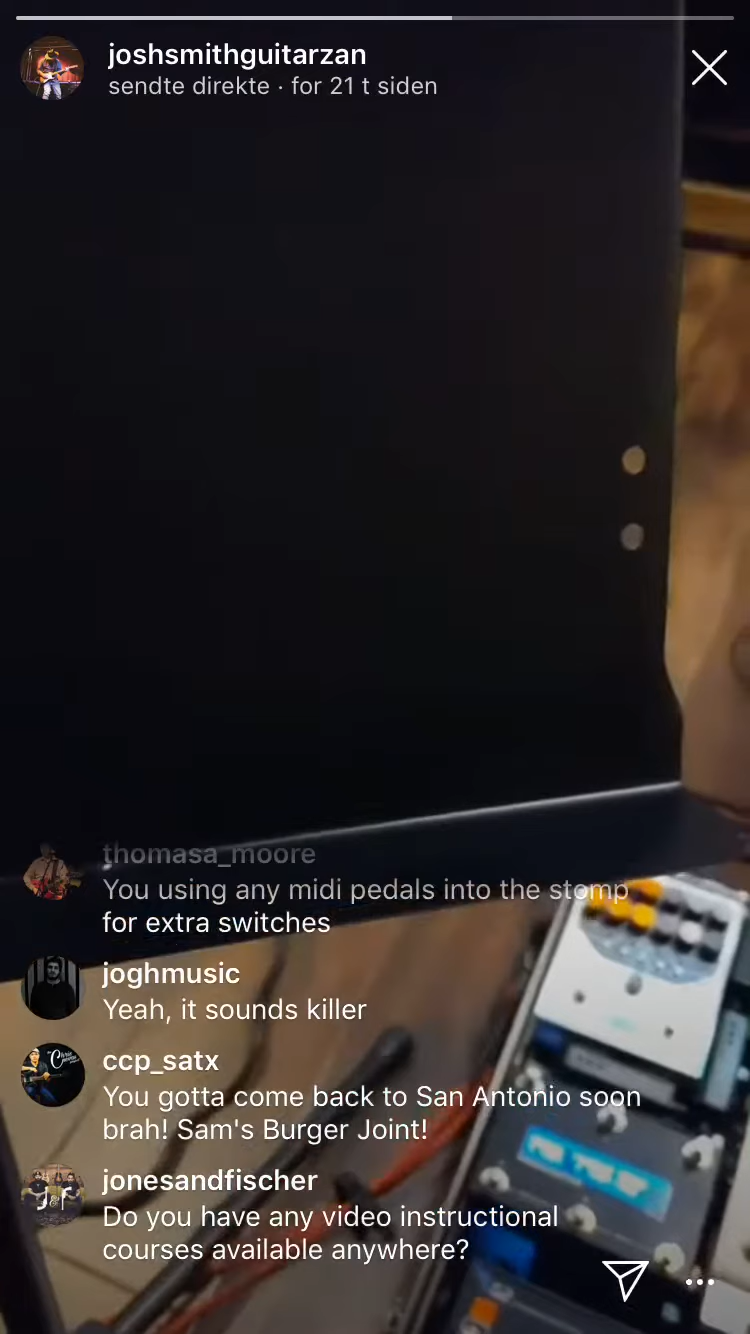 joshsmithguitarzan
sendte direkte · for 21 t siden
thomasa_moore
You using any midi pedals into the stomp
for extra switches
joghmusic
Yeah, it sounds killer
ccp_satx
You gotta come back to San Antonio soon
brah! Sam's Burger Joint!
jonesandfischer
Do you have any video instructional
courses available anywhere?